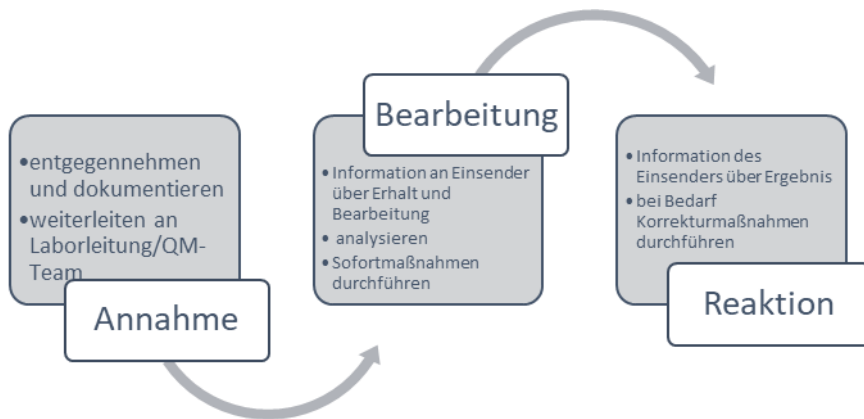 •entgegennehmen
und dokumentieren
•weiterleiten an
Laborleitung/QM-
Team
Annahme
Bearbeitung
• Information an Einsender
über Erhalt und
Bearbeitung
• analysieren
• Sofortmaßnahmen
durchführen
• Information des
Einsenders über Ergebnis
• bei Bedarf
Korrekturmaßnahmen
durchführen
Reaktion